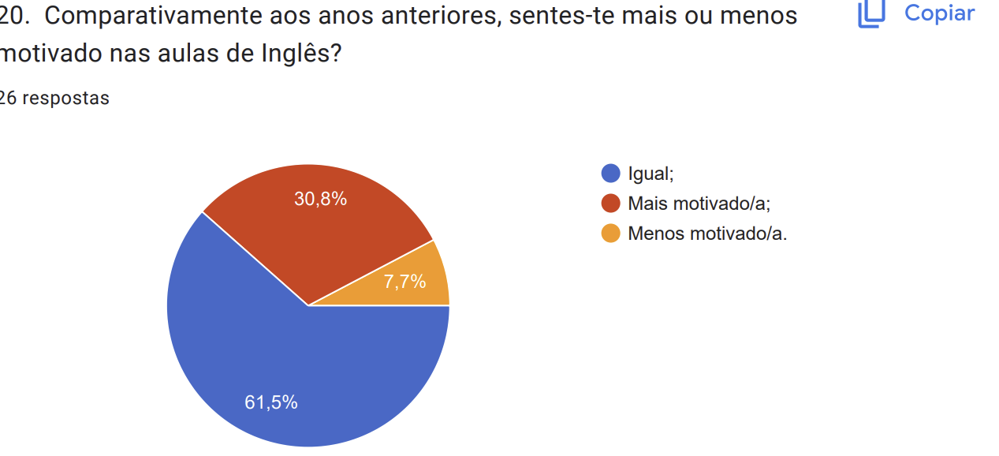 20. Comparativamente aos anos anteriores, sentes-te mais ou menos
motivado nas aulas de Inglês?
Copiar
26 respostas
Igual;
Mais motivado/a;
Menos motivado/a.
30,8%
7,7%
61,5%